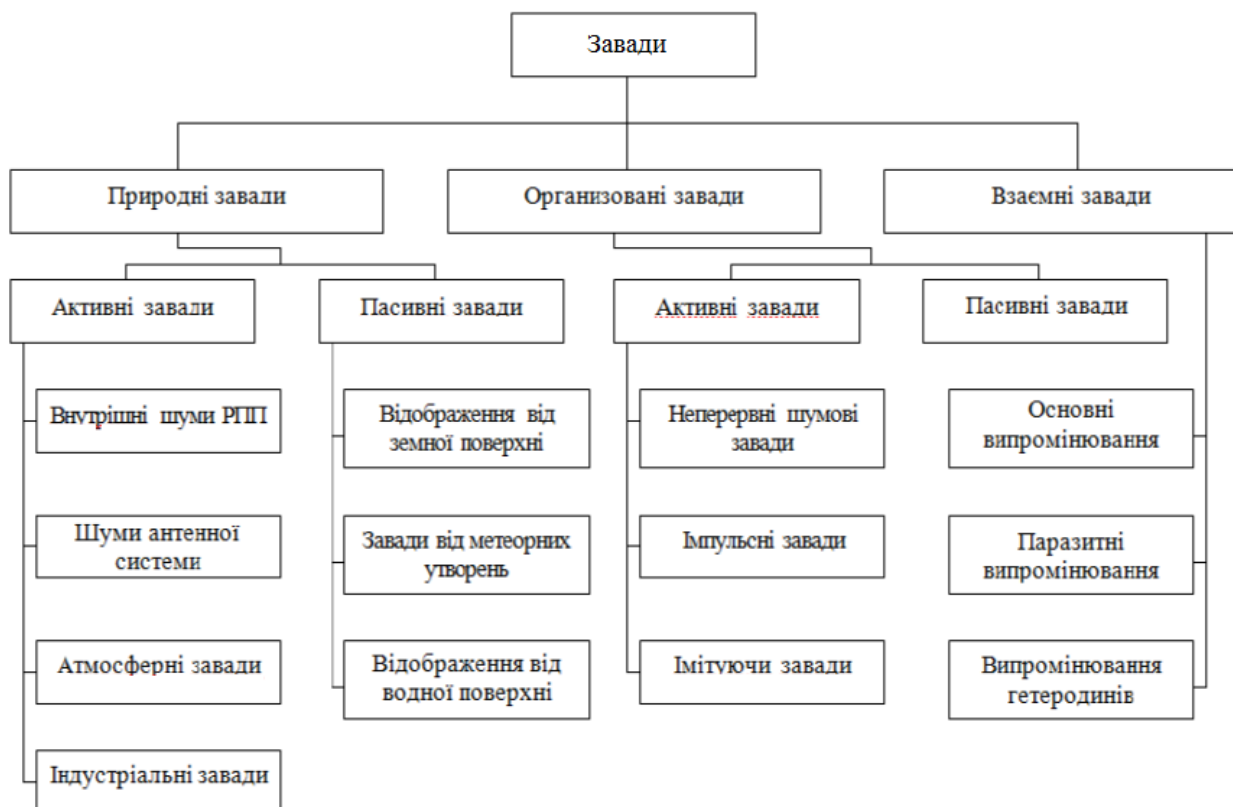 Завади
Природні завади
Организовані завади
Взаємні завади
Активні завади
Пасивні завади
Активні завади
Пасивні завади
Внутрішні шуми РПП
Відображення від
земної поверхні
Неперервні шумові
завади
Основні
випромінювання
Шуми антенної
системи
Завади від метеорних
утворень
Імпульсні завади
Паразитні
випромінювання
Атмосферні завади
Відображення від
водної поверхні
Імітуючи завади
Випромінювання
гетеродинів
Індустріальні завади